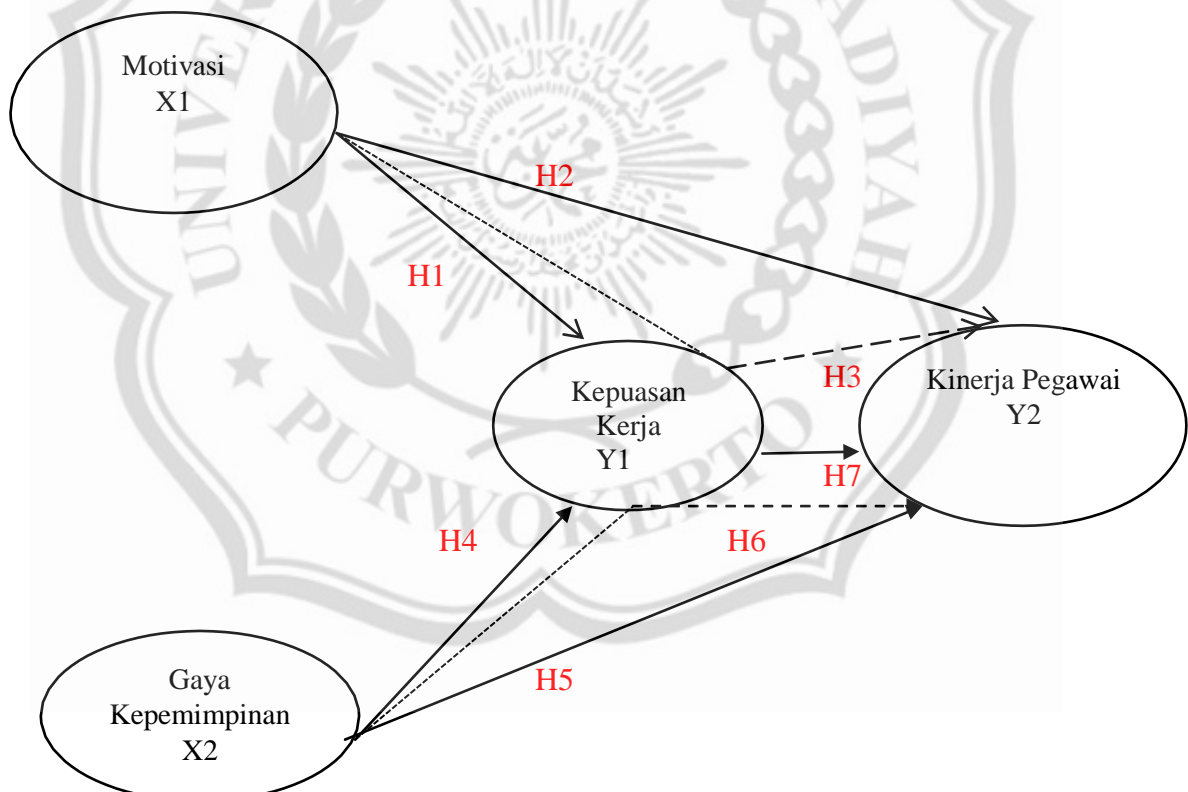 Motivasi
X1
H2
H1
Kepuasan
Kerja
Y1
H3
Kinerja Pegawai
Y2
H7
H4
H6
H5
Gaya
Kepemimpinan
X2
PURWOKERTO